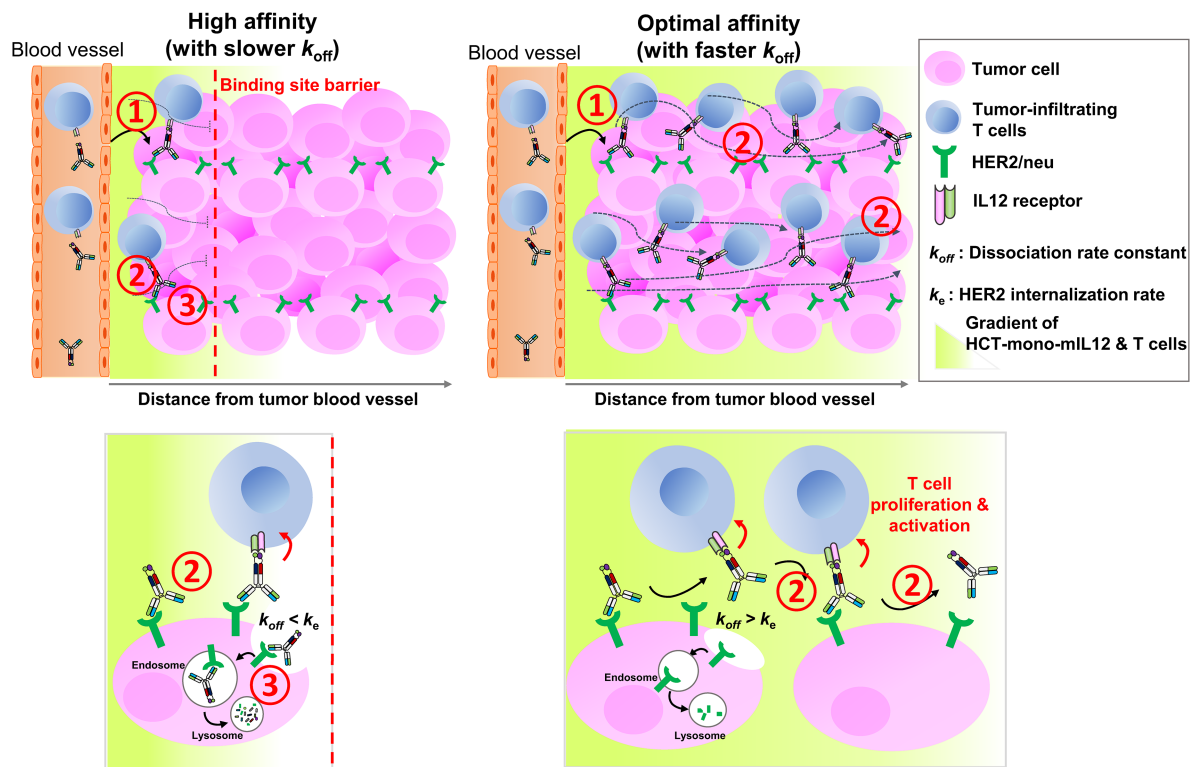 High affinity
(with slower koff)
Blood vessel
Binding site barrier
1
2
3
Distance from tumor blood vessel
Optimal affinity
(with faster koff)
Blood vessel
1
2
2
Distance from tumor blood vessel
Tumor cell
Tumor-infiltrating
T cells
HER2/neu
IL12 receptor
koff : Dissociation rate constant
ke : HER2 internalization rate
Gradient of
HCT-mono-mIL12 & T cells
2
koff < ke
Endosome
3
Lysosome
T cell
proliferation &
activation
2
2
koff > ke
Endosome
Lysosome